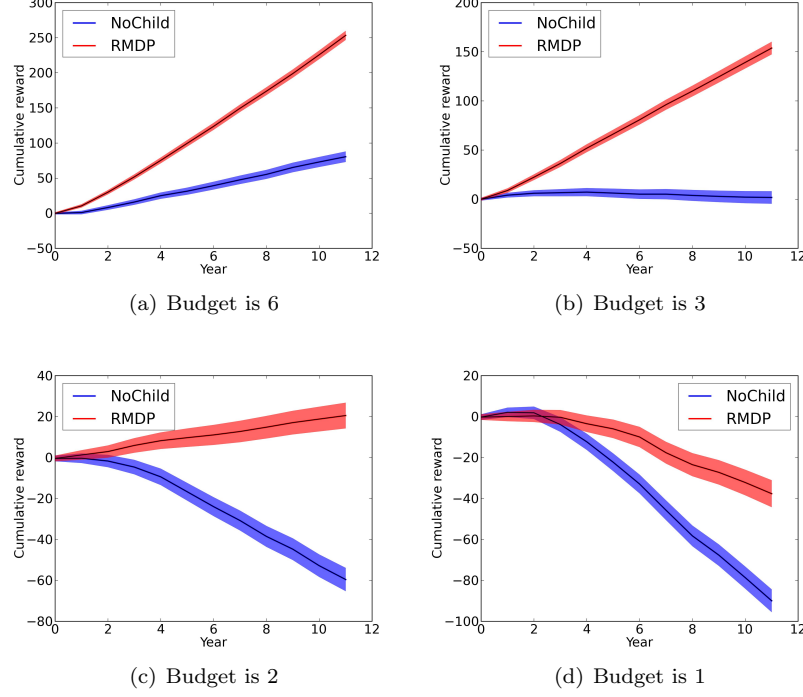 300
250
200
150
100
50
0
−50
0 2 4 6 8 10 12
Year
Cumulative reward
NoChild
RMDP
(a) Budget is 6
200
150
100
50
0
−50
0 2 4 6 8 10 12
Year
Cumulative reward
NoChild
RMDP
(b) Budget is 3
40
20
0
−20
−40
−60
−80
0 2 4 6 8 10 12
Year
Cumulative reward
NoChild
RMDP
(c) Budget is 2
20
0
−20
−40
−60
−80
−100
0 2 4 6 8 10 12
Year
Cumulative reward
NoChild
RMDP
(d) Budget is 1